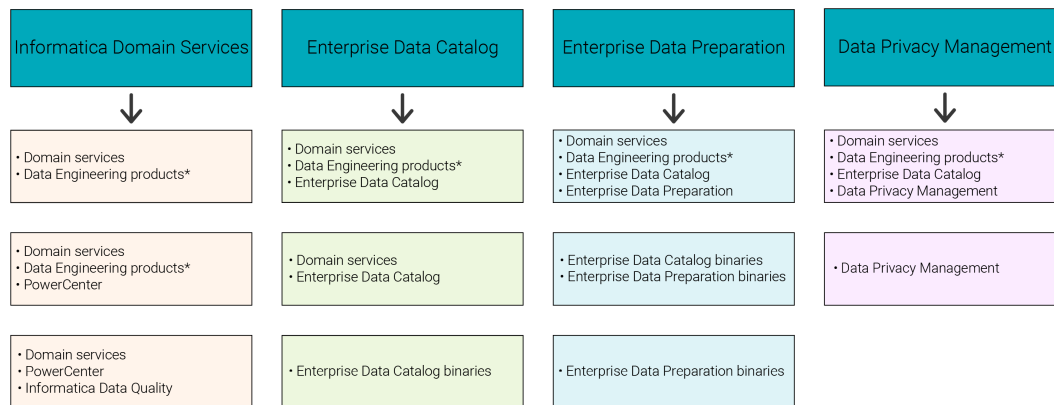 Informatica Domain Services
Enterprise Data Catalog
Enterprise Data Preparation
Data Privacy Management
• Domain services
• Data Engineering products*
• Domain services
• Data Engineering products*
• Enterprise Data Catalog
• Domain services
• Data Engineering products*
• Enterprise Data Catalog
• Enterprise Data Preparation
• Domain services
• Data Engineering products*
• Enterprise Data Catalog
• Data Privacy Management
• Domain services
• Data Engineering products*
• PowerCenter
• Domain services
• Enterprise Data Catalog
• Enterprise Data Catalog binaries
• Enterprise Data Preparation binaries
• Data Privacy Management
• Domain services
• PowerCenter
• Informatica Data Quality
• Enterprise Data Catalog binaries
• Enterprise Data Preparation binaries